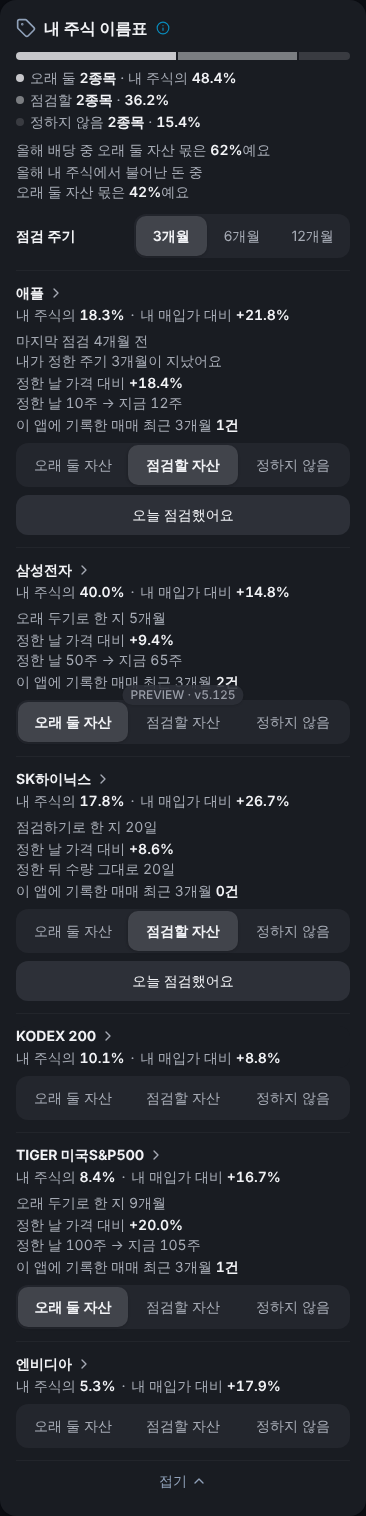 내 주식 이름표
오래 둘 2종목 · 내 주식의 48.4%
점검할 2종목 · 36.2%
정하지 않음 2종목 · 15.4%
올해 배당 중 오래 둘 자산 몫은 62%예요
올해 내 주식에서 불어난 돈 중
오래 둘 자산 몫은 42%예요
점검 주기 3개월 6개월 12개월
애플
내 주식의 18.3% · 내 매입가 대비 +21.8%
마지막 점검 4개월 전
내가 정한 주기 3개월이 지났어요
정한 날 가격 대비 +18.4%
정한 날 10주 → 지금 12주
이 앱에 기록한 매매 최근 3개월 1건
오래 둘 자산 점검할 자산 정하지 않음
오늘 점검했어요
삼성전자
내 주식의 40.0% · 내 매입가 대비 +14.8%
오래 두기로 한 지 5개월
정한 날 가격 대비 +9.4%
정한 날 50주 → 지금 65주
이 앱에 기록한 매매 최근 3개월 2건
PREVIEW · v5.125
오래 둘 자산 점검할 자산 정하지 않음
SK하이닉스
내 주식의 17.8% · 내 매입가 대비 +26.7%
점검하기로 한 지 20일
정한 날 가격 대비 +8.6%
정한 뒤 수량 그대로 20일
이 앱에 기록한 매매 최근 3개월 0건
오래 둘 자산 점검할 자산 정하지 않음
오늘 점검했어요
KODEX 200
내 주식의 10.1% · 내 매입가 대비 +8.8%
오래 둘 자산 점검할 자산 정하지 않음
TIGER 미국S&P500
내 주식의 8.4% · 내 매입가 대비 +16.7%
오래 두기로 한 지 9개월
정한 날 가격 대비 +20.0%
정한 날 100주 → 지금 105주
이 앱에 기록한 매매 최근 3개월 1건
오래 둘 자산 점검할 자산 정하지 않음
엔비디아
내 주식의 5.3% · 내 매입가 대비 +17.9%
오래 둘 자산 점검할 자산 정하지 않음
접기